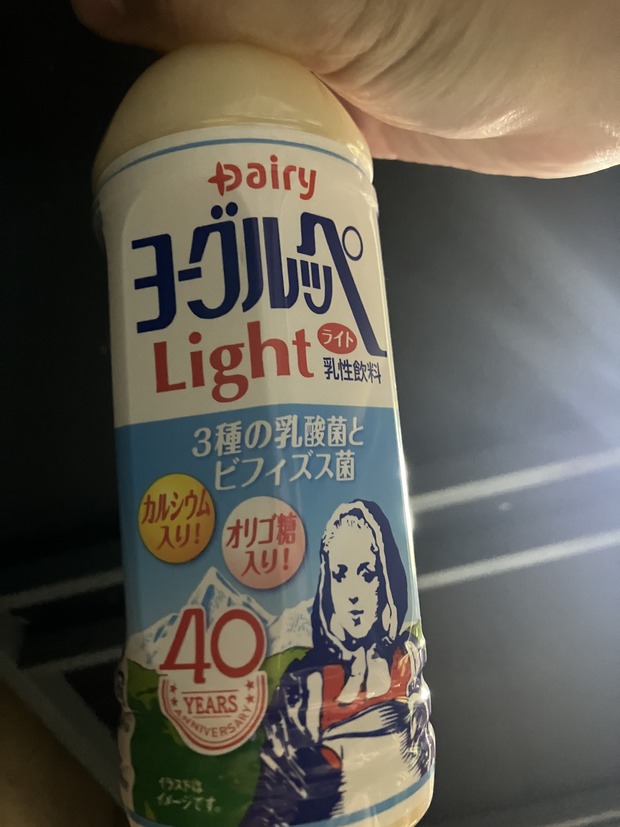 Dairy
ヨーグルッペ
Light
ライト
乳性飲料
3種の乳酸菌と
ビフィズス菌
カルシウム
入り!
オリゴ糖
入り!
40
YEARS
ANNIVERSARY
イラストは
イメージです。